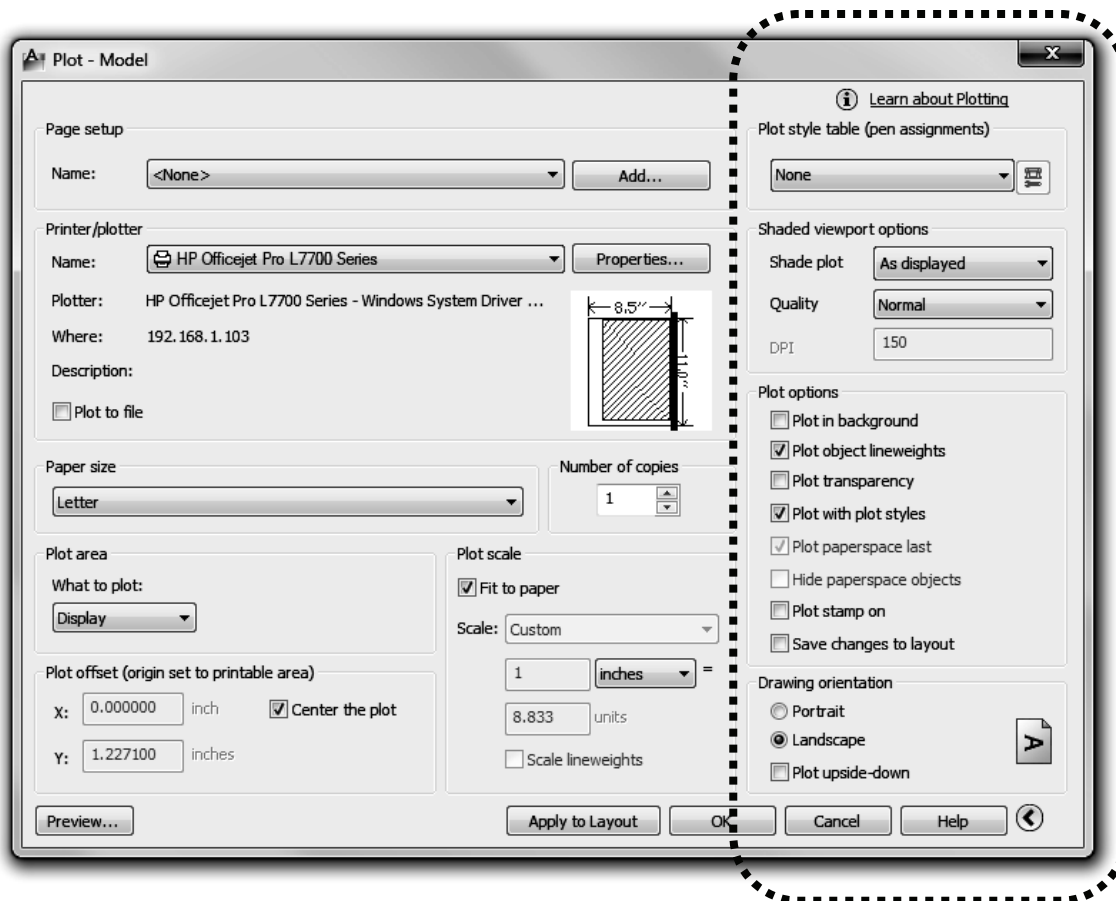 Plot - Model
X
Learn about Plotting
Page setup
Name: <None> Add...
Plot style table (pen assignments)
None
Printer/plotter
Name: HP Officejet Pro L7700 Series Properties...
Plotter: HP Officejet Pro L7700 Series - Windows System Driver ...
Where: 192.168.1.103
Description:
Plot to file
8.5″
11.0″
Shaded viewport options
Shade plot As displayed
Quality Normal
DPI 150
Paper size
Letter
Number of copies
1
Plot options
Plot in background
Plot object lineweights
Plot transparency
Plot with plot styles
Plot paperspace last
Hide paperspace objects
Plot stamp on
Save changes to layout
Plot area
What to plot:
Display
Plot scale
Fit to paper
Scale: Custom
1 inches =
8.833 units
Scale lineweights
Plot offset (origin set to printable area)
X: 0.000000 inch Center the plot
Y: 1.227100 inches
Drawing orientation
Portrait
Landscape
Plot upside-down
A
Preview... Apply to Layout OK Cancel Help